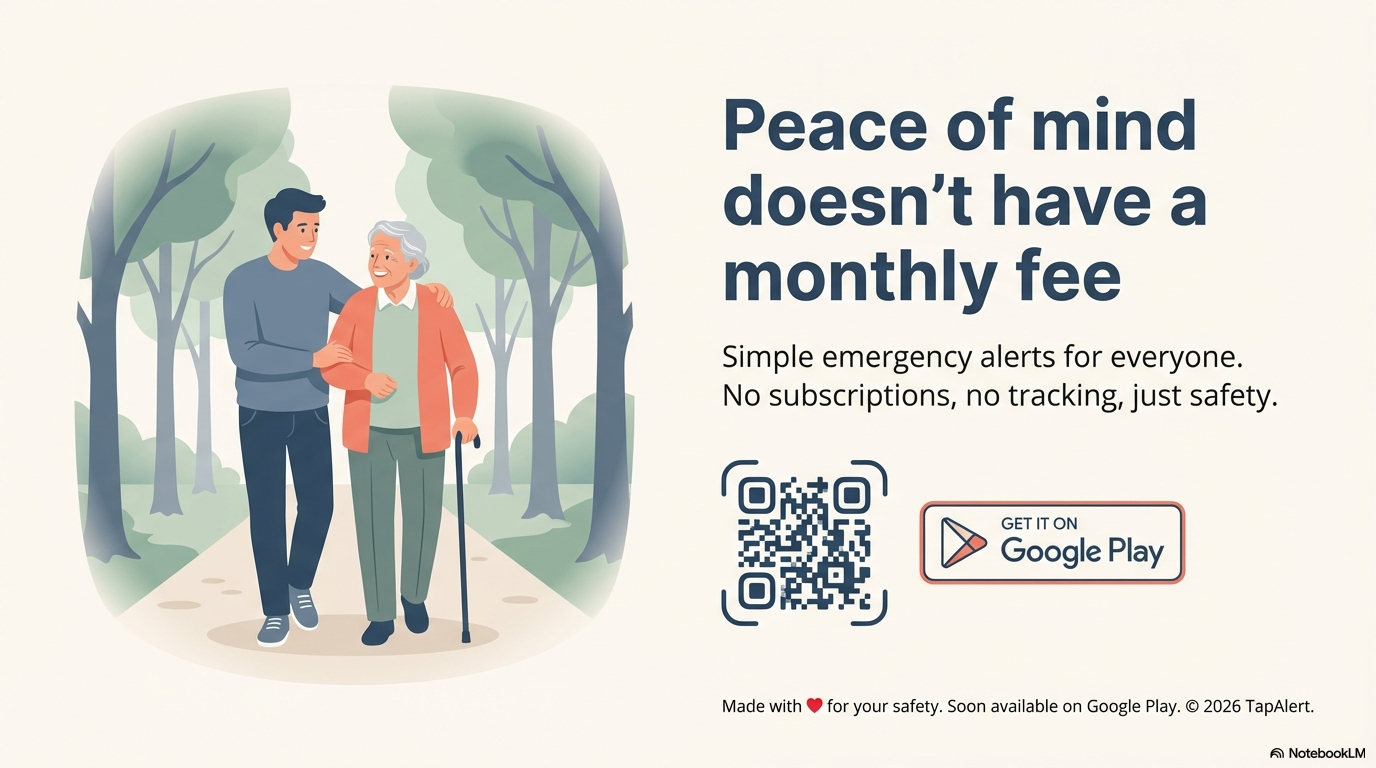 Peace of mind
doesn’t have a
monthly fee
Simple emergency alerts for everyone.
No subscriptions, no tracking, just safety.
GET IT ON
Google Play
Made with ❤ for your safety. Soon available on Google Play. © 2026 TapAlert.
NotebookLM